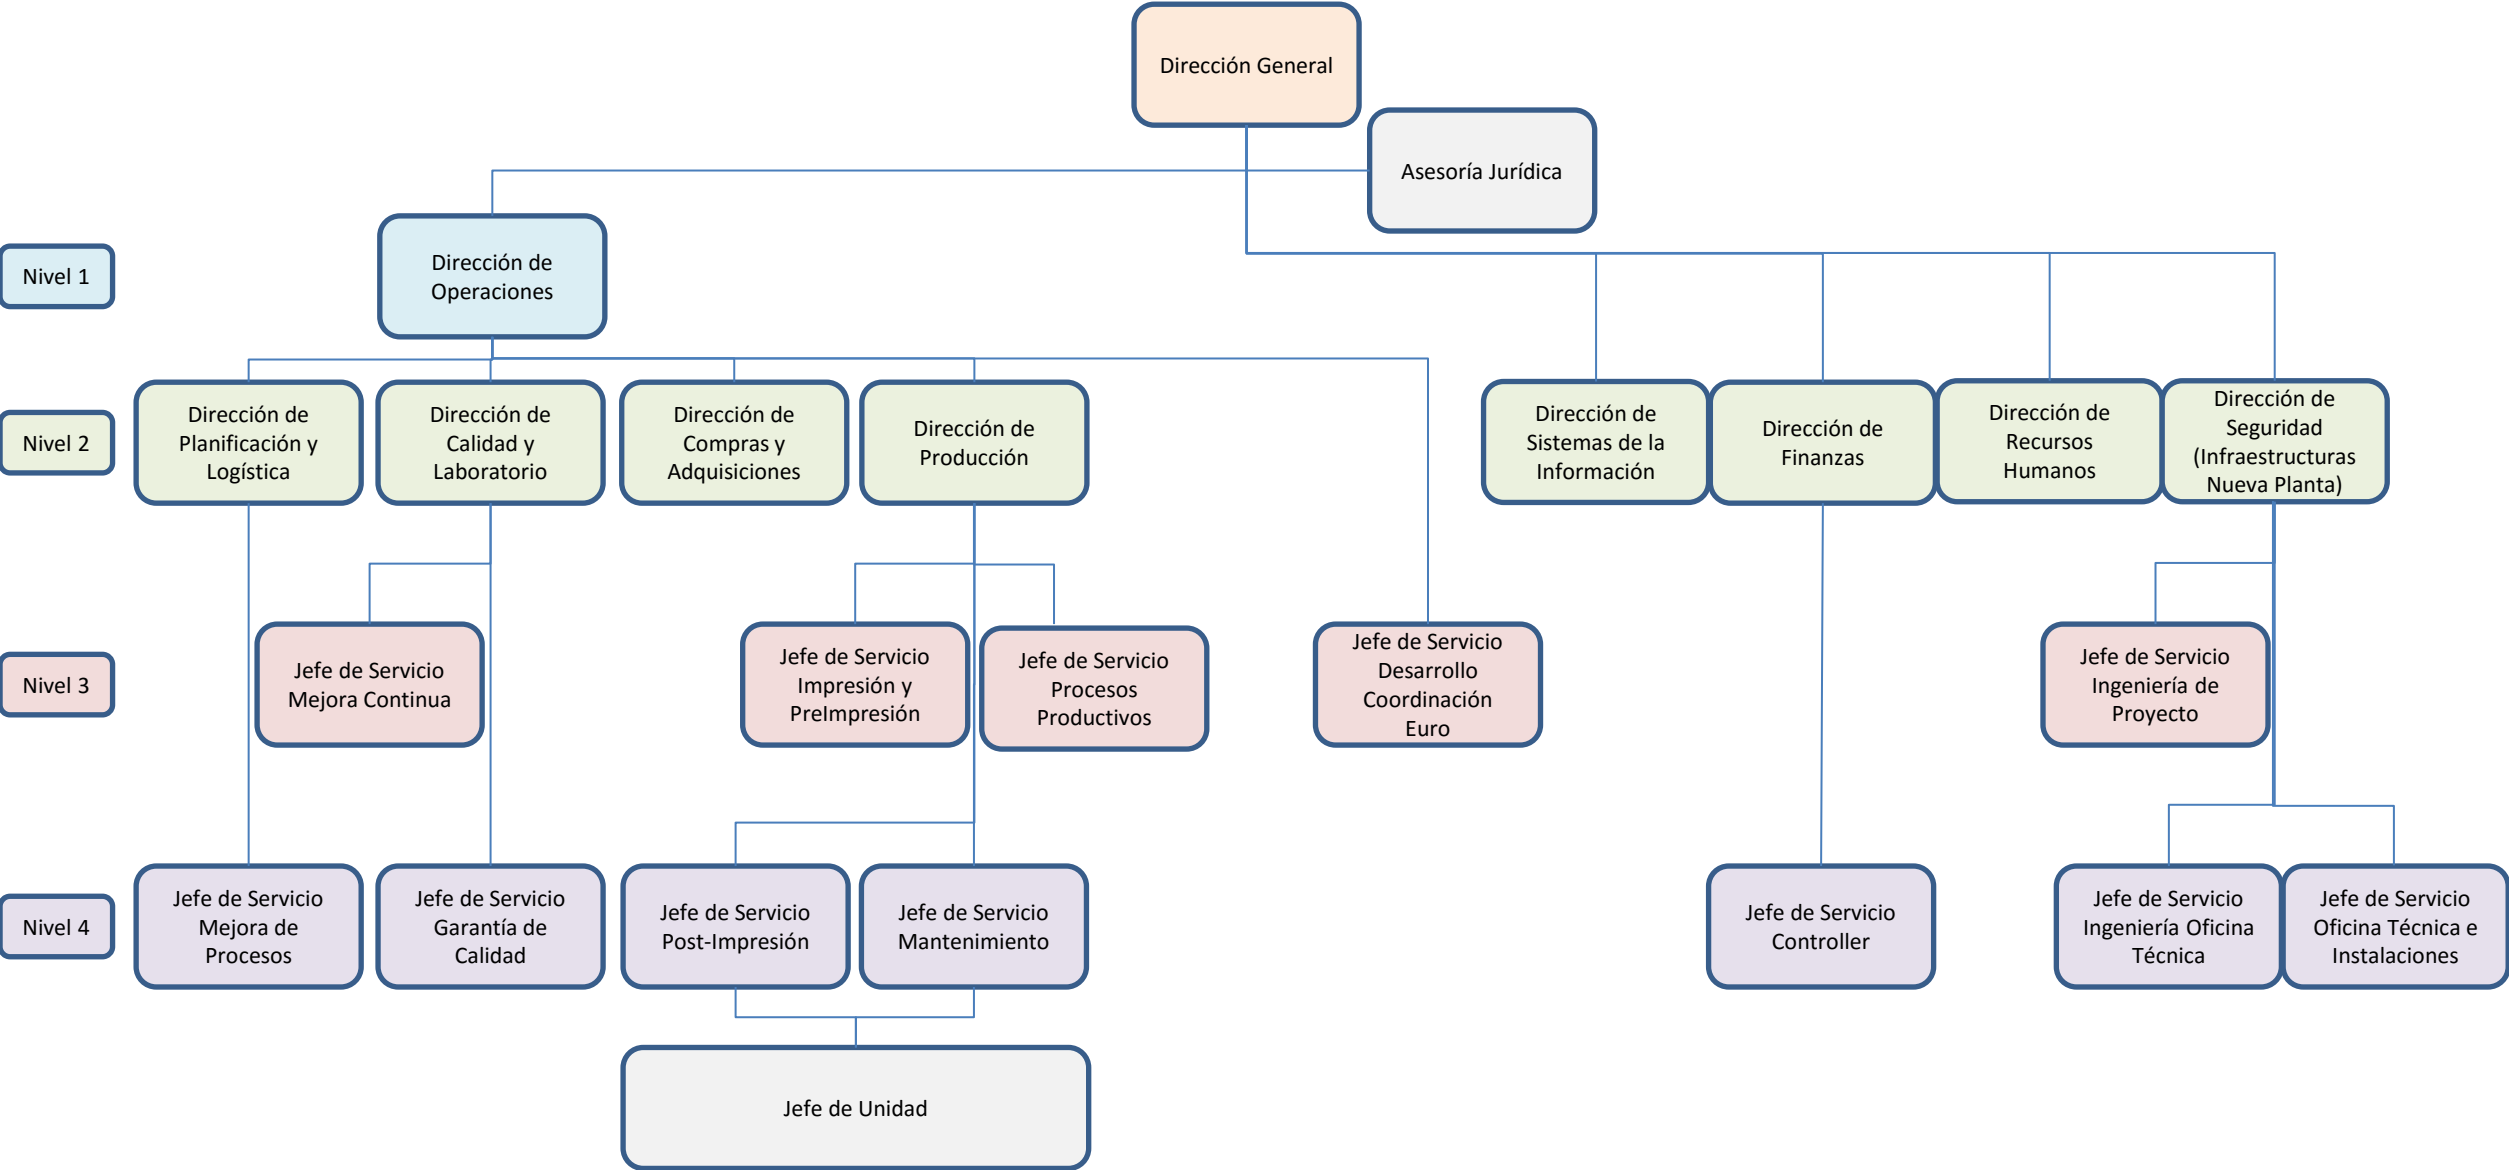 Dirección General
Asesoría Jurídica
Nivel 1
Dirección de
Operaciones
Nivel 2
Dirección de
Planificación y
Logística
Dirección de
Calidad y
Laboratorio
Dirección de
Compras y
Adquisiciones
Dirección de
Producción
Dirección de
Sistemas de la
Información
Dirección de
Finanzas
Dirección de
Recursos
Humanos
Dirección de
Seguridad
(Infraestructuras
Nueva Planta)
Nivel 3
Jefe de Servicio
Mejora Continua
Jefe de Servicio
Impresión y
PreImpresión
Jefe de Servicio
Procesos
Productivos
Jefe de Servicio
Desarrollo
Coordinación
Euro
Jefe de Servicio
Ingeniería de
Proyecto
Nivel 4
Jefe de Servicio
Mejora de
Procesos
Jefe de Servicio
Garantía de
Calidad
Jefe de Servicio
Post-Impresión
Jefe de Servicio
Mantenimiento
Jefe de Servicio
Controller
Jefe de Servicio
Ingeniería Oficina
Técnica
Jefe de Servicio
Oficina Técnica e
Instalaciones
Jefe de Unidad